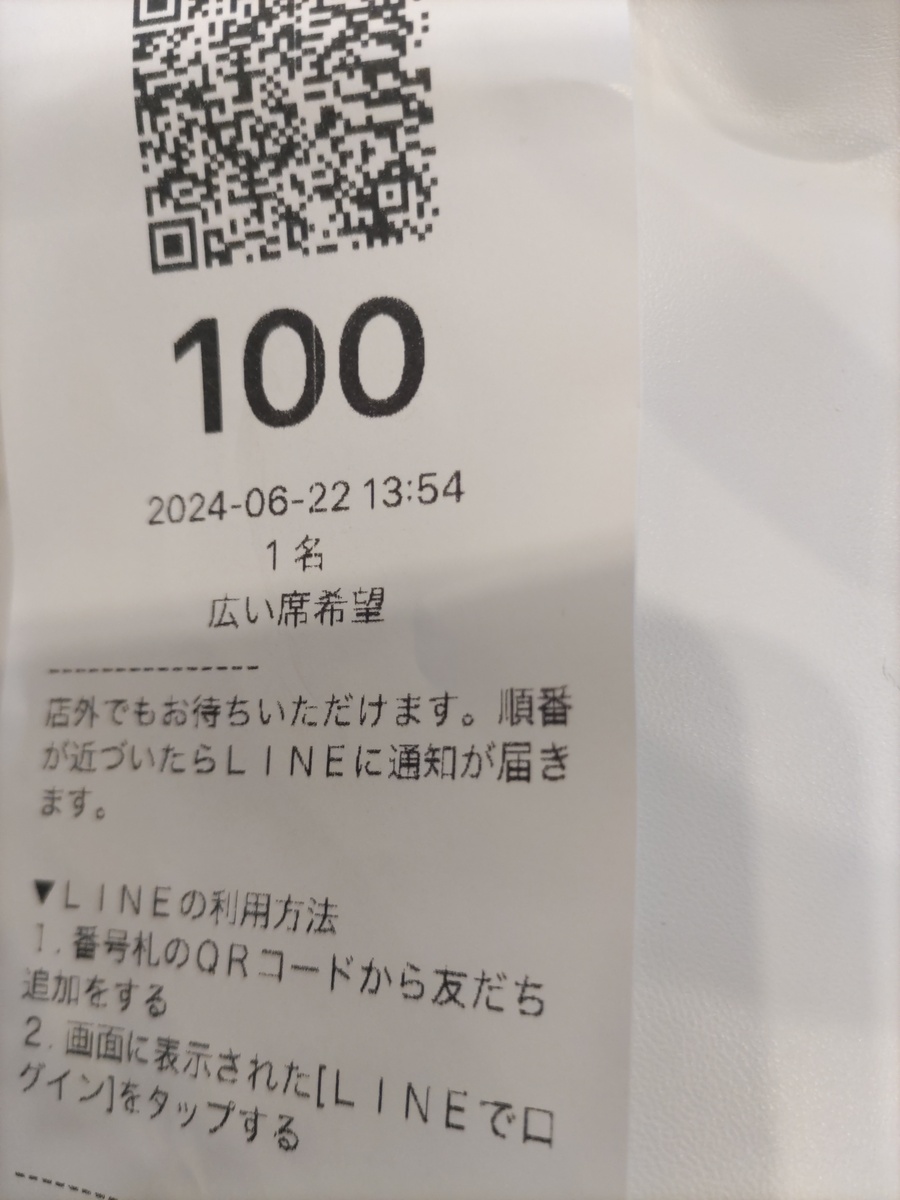 100
2024-06-22 13:54
1名
広い席希望
---------------
店外でもお待ちいただけます。順番
が近づいたらLINEに通知が届き
ます。
▼LINEの利用方法
1.番号札のQRコードから友だち
追加をする
2.画面に表示された[LINEでロ
グイン]をタップする